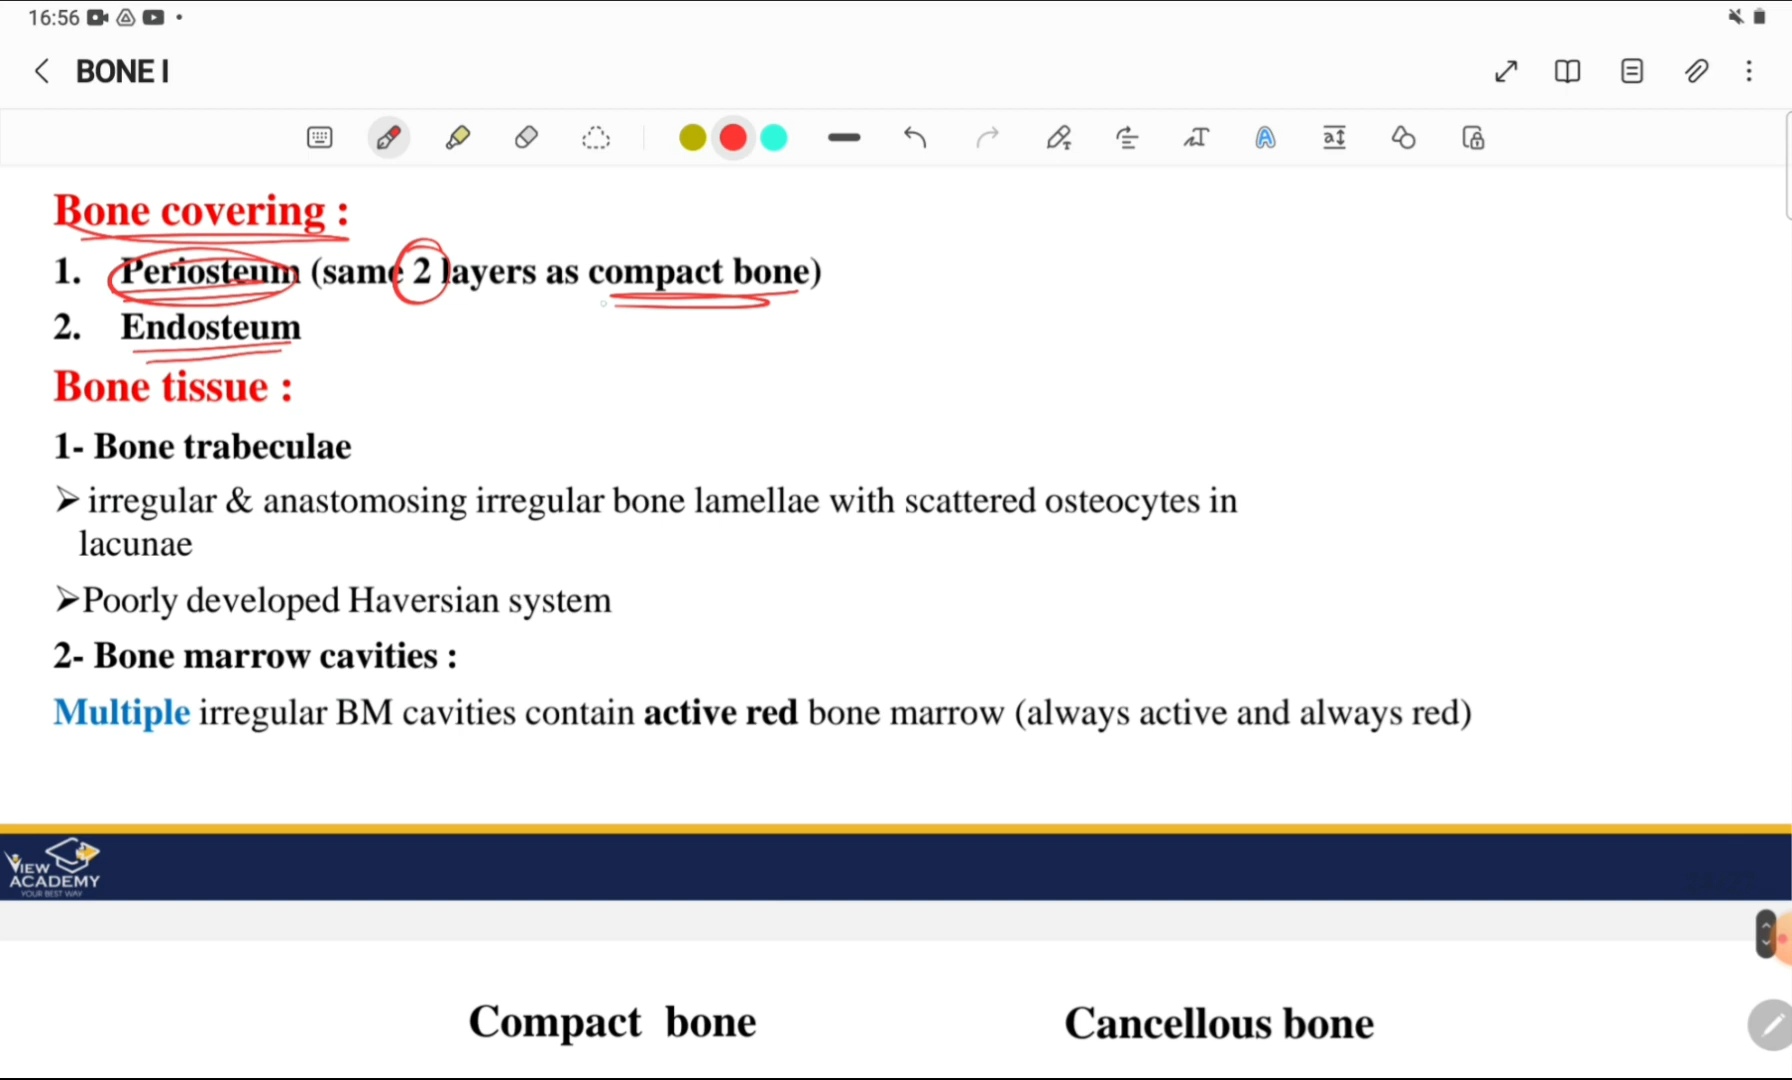 16:56
BONE I
Bone covering :
1. Periosteum (same 2 layers as compact bone)
2. Endosteum
Bone tissue :
1- Bone trabeculae
➢ irregular & anastomosing irregular bone lamellae with scattered osteocytes in
lacunae
➢Poorly developed Haversian system
2- Bone marrow cavities :
Multiple irregular BM cavities contain active red bone marrow (always active and always red)
VIEW
ACADEMY
YOUR BEST WAY
Compact bone Cancellous bone